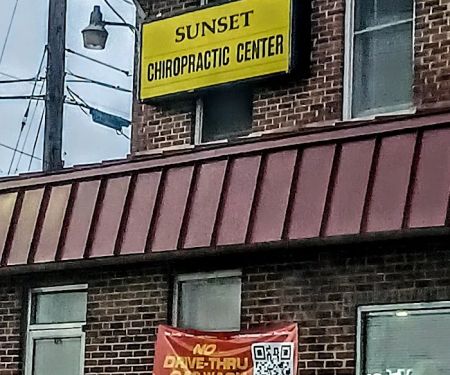 SUNSET
CHIROPRACTIC CENTER
NO
DRIVE-THRU